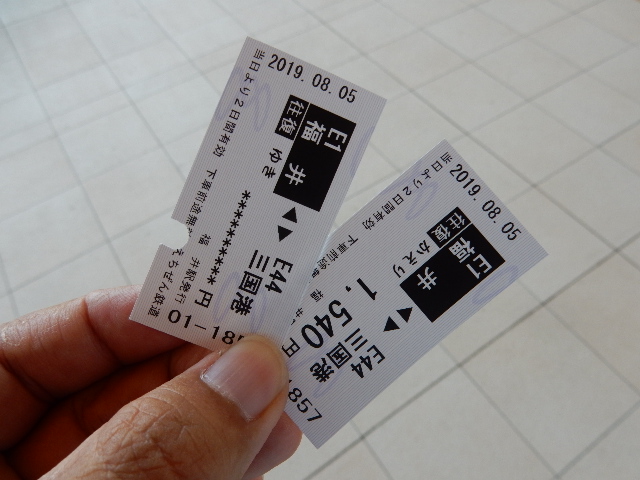 2019.08.05
当日より2日間有効 下車前途無
E1 福井
往復 ゆき
◀▶ E44 三国港
**********円
福井駅発行
えちぜん鉄道
01-185
2019.08.05
当日より2日間有効 下車前途無
E1 福井
往復 かえり
◀▶ E44 三国港
1,540円
福 井
1857